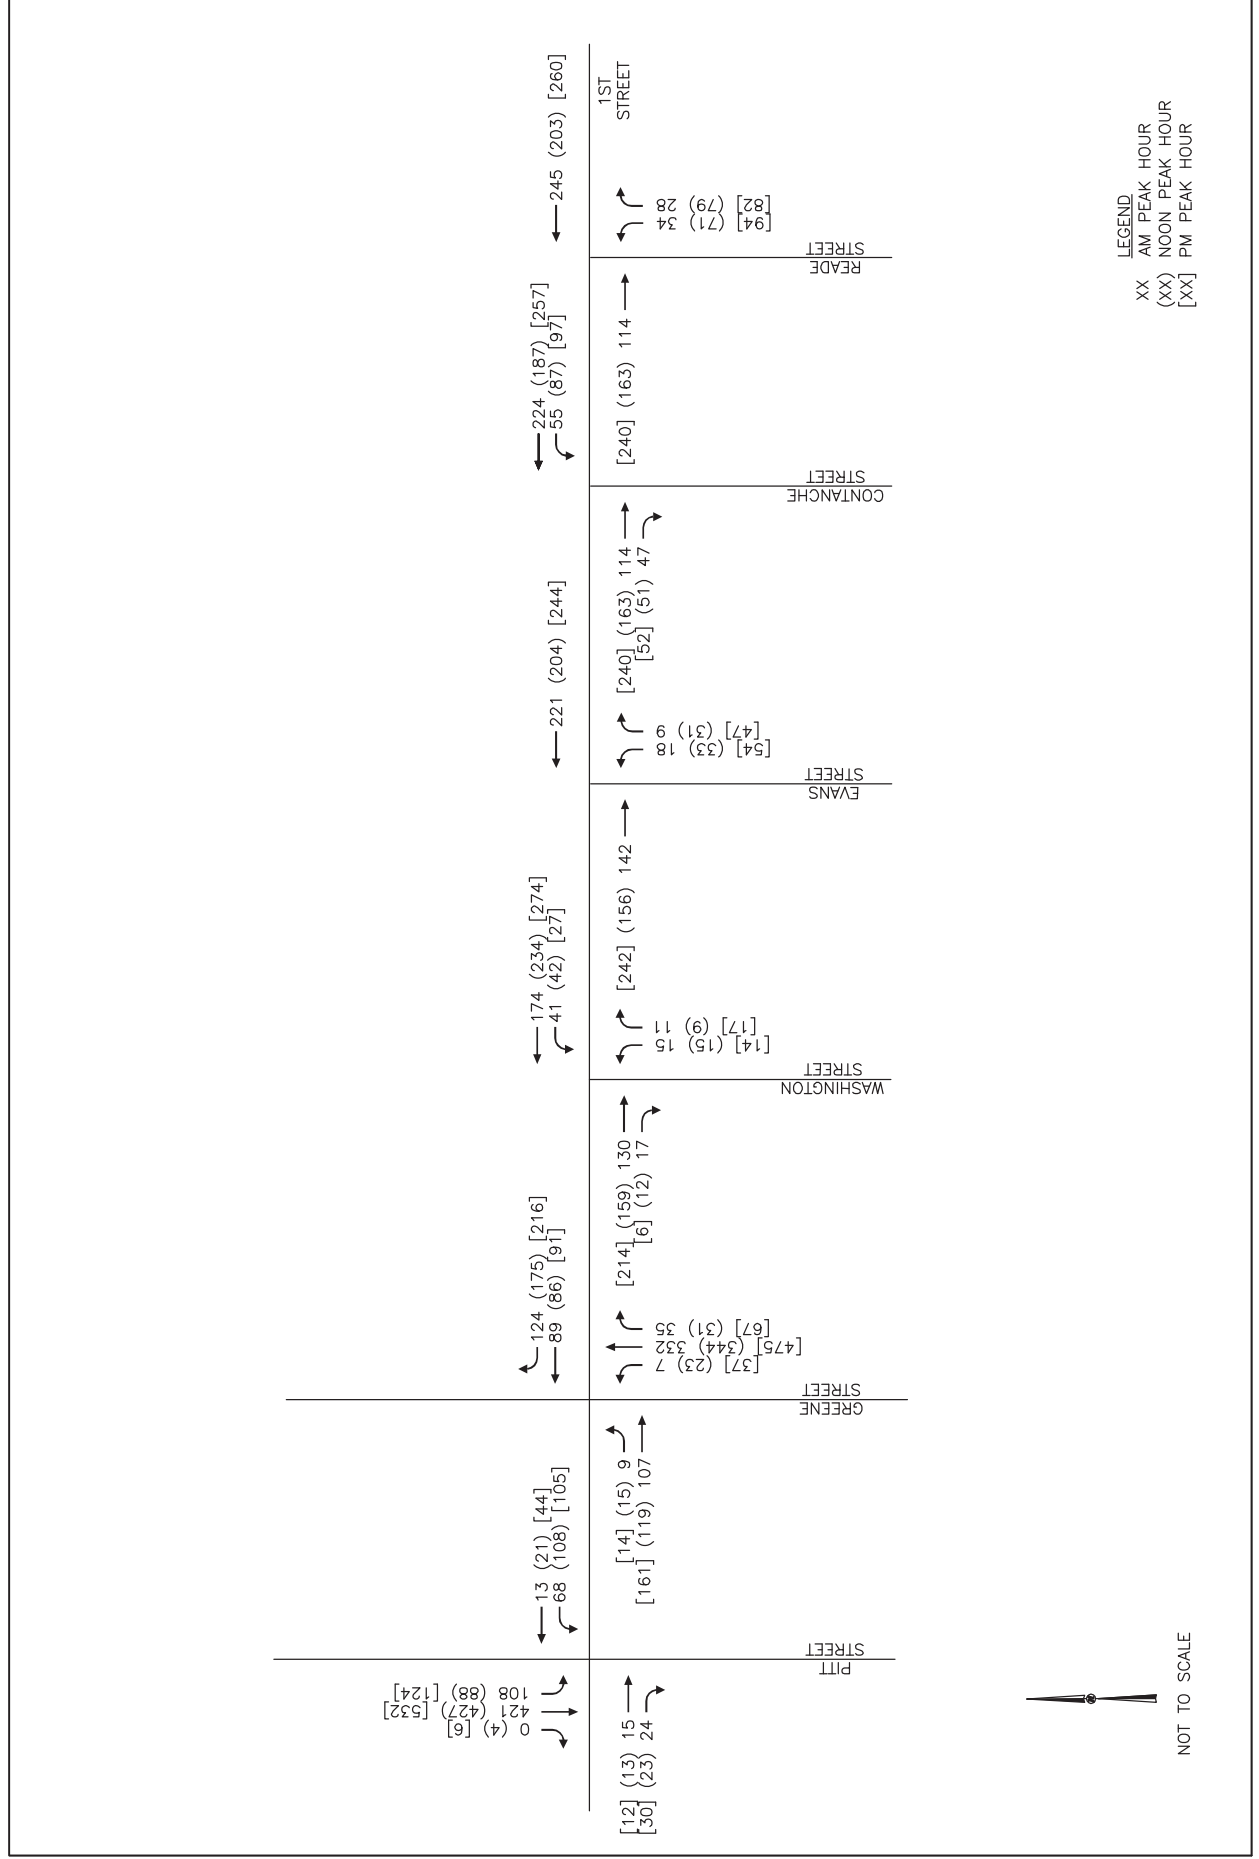 245 (203) [260]
1ST
STREET
28 (79) [82]
34 (71) [94]
READE
STREET
224 (187) [257]
55 (87) [97]
[240] (163) 114
CONTANCHE
STREET
[240] (163) 114
[52] (51) 47
221 (204) [244]
9 (31) [47]
18 (33) [54]
EVANS
STREET
174 (234) [274]
41 (42) [27]
[242] (156) 142
11 (9) [17]
15 (15) [14]
WASHINGTON
STREET
[214] (159) 130
[6] (12) 17
124 (175) [216]
89 (86) [91]
35 (31) [67]
332 (344) [475]
7 (23) [37]
GREENE
STREET
[14] (15) 9
[161] (119) 107
13 (21) [44]
68 (108) [105]
PITT
STREET
108 (88) [124]
421 (427) [532]
0 (4) [6]
[12] (13) 15
[30] (23) 24
LEGEND
XX AM PEAK HOUR
(XX) NOON PEAK HOUR
[XX] PM PEAK HOUR
NOT TO SCALE